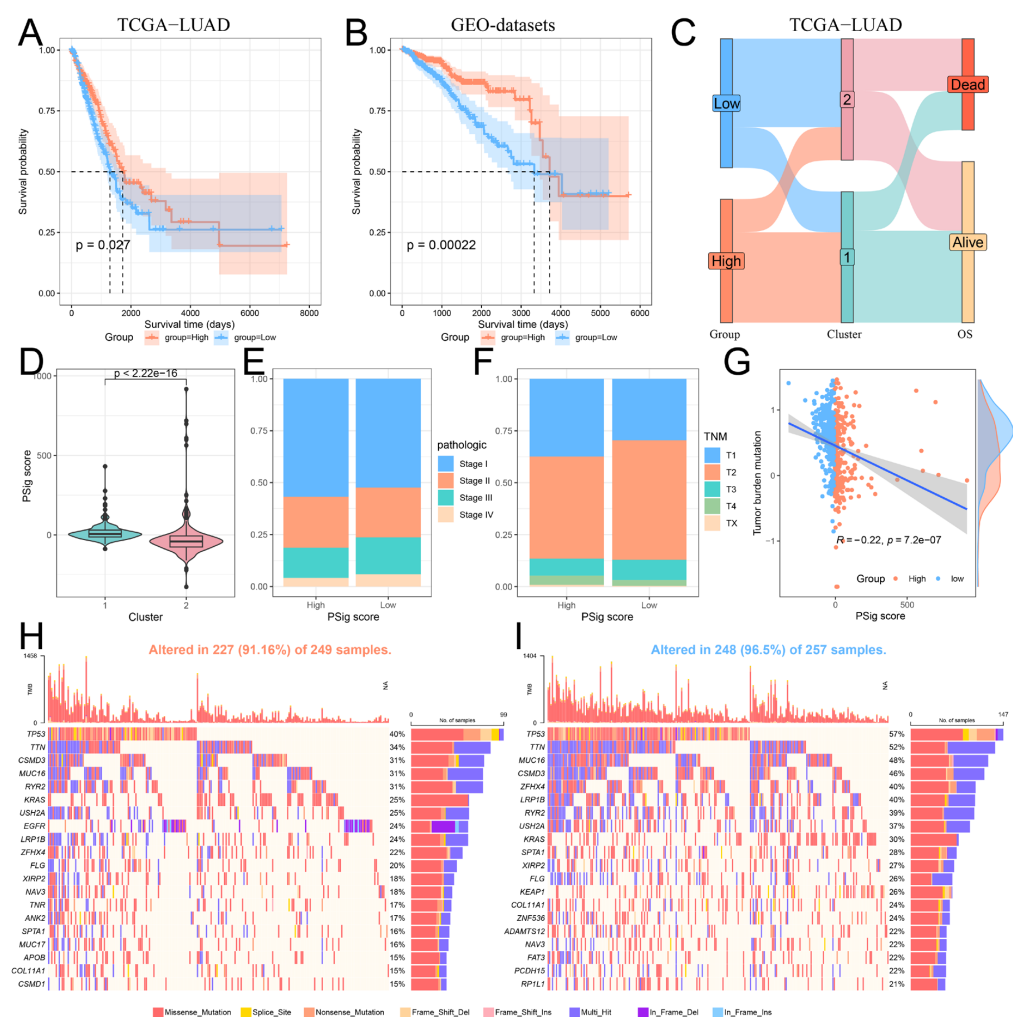 A
TCGA−LUAD
Survival probability
1.00
0.75
0.50
0.25
0.00
p = 0.027
0
1000
2000
3000
4000
5000
6000
7000
8000
Survival time (days)
Group
group=High
group=Low
B
GEO-datasets
Survival probability
1.00
0.75
0.50
0.25
0.00
p = 0.00022
0
1000
2000
3000
4000
5000
6000
Survival time (days)
Group
group=High
group=Low
C
TCGA−LUAD
Low
High
2
1
Dead
Alive
Group
Cluster
OS
D
PSig score
1000
500
0
p < 2.22e−16
1
2
Cluster
E
1.00
0.75
0.50
0.25
0.00
High
Low
PSig score
pathologic
Stage I
Stage II
Stage III
Stage IV
F
1.00
0.75
0.50
0.25
0.00
High
Low
PSig score
TNM
T1
T2
T3
T4
TX
G
Tumor burden mutation
1
0
−1
R = −0.22, p = 7.2e−07
Group
High
low
0
500
PSig score
H
Altered in 227 (91.16%) of 249 samples.
1458
TMB
0
NA
0
No. of samples
99
TP53 40%
TTN 34%
CSMD3 31%
MUC16 31%
RYR2 31%
KRAS 25%
USH2A 25%
EGFR 24%
LRP1B 24%
ZFHX4 22%
FLG 20%
XIRP2 18%
NAV3 18%
TNR 17%
ANK2 17%
SPTA1 16%
MUC17 16%
APOB 15%
COL11A1 15%
CSMD1 15%
I
Altered in 248 (96.5%) of 257 samples.
1404
TMB
0
NA
0
No. of samples
147
TP53 57%
TTN 52%
MUC16 48%
CSMD3 46%
ZFHX4 40%
LRP1B 40%
RYR2 39%
USH2A 37%
KRAS 30%
SPTA1 28%
XIRP2 27%
FLG 26%
KEAP1 26%
COL11A1 24%
ZNF536 24%
ADAMTS12 22%
NAV3 22%
FAT3 22%
PCDH15 22%
RP1L1 21%
Missense_Mutation
Splice_Site
Nonsense_Mutation
Frame_Shift_Del
Frame_Shift_Ins
Multi_Hit
In_Frame_Del
In_Frame_Ins